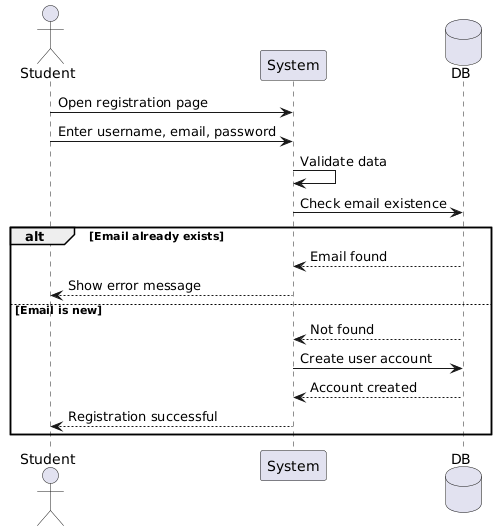 Student
System
DB
Open registration page
Enter username, email, password
Validate data
Check email existence
alt [Email already exists]
Email found
Show error message
[Email is new]
Not found
Create user account
Account created
Registration successful
Student
System
DB